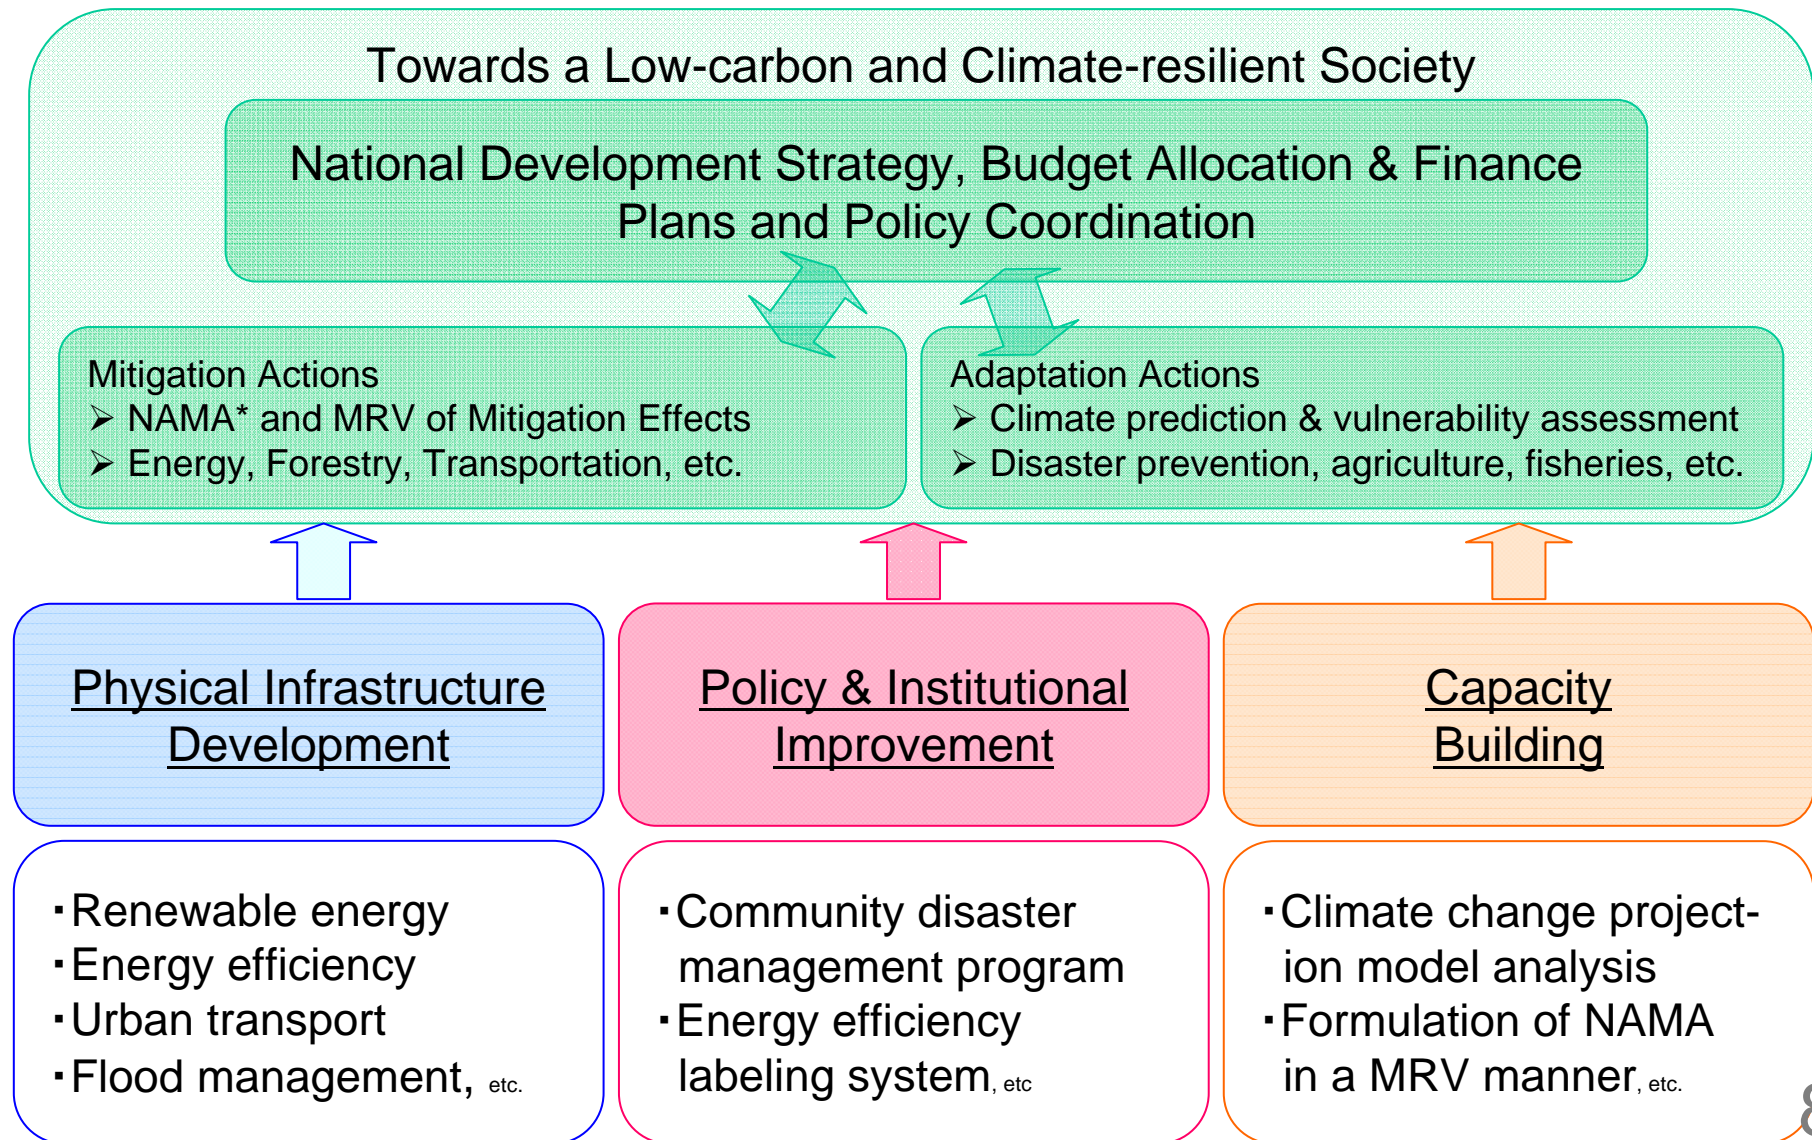 Towards a Low-carbon and Climate-resilient Society
National Development Strategy, Budget Allocation & Finance
Plans and Policy Coordination
Mitigation Actions
➢ NAMA* and MRV of Mitigation Effects
➢ Energy, Forestry, Transportation, etc.
Adaptation Actions
➢ Climate prediction & vulnerability assessment
➢ Disaster prevention, agriculture, fisheries, etc.
Physical Infrastructure
Development
Policy & Institutional
Improvement
Capacity
Building
・Renewable energy
・Energy efficiency
・Urban transport
・Flood management, etc.
・Community disaster
management program
・Energy efficiency
labeling system, etc
・Climate change project-
ion model analysis
・Formulation of NAMA
in a MRV manner, etc.